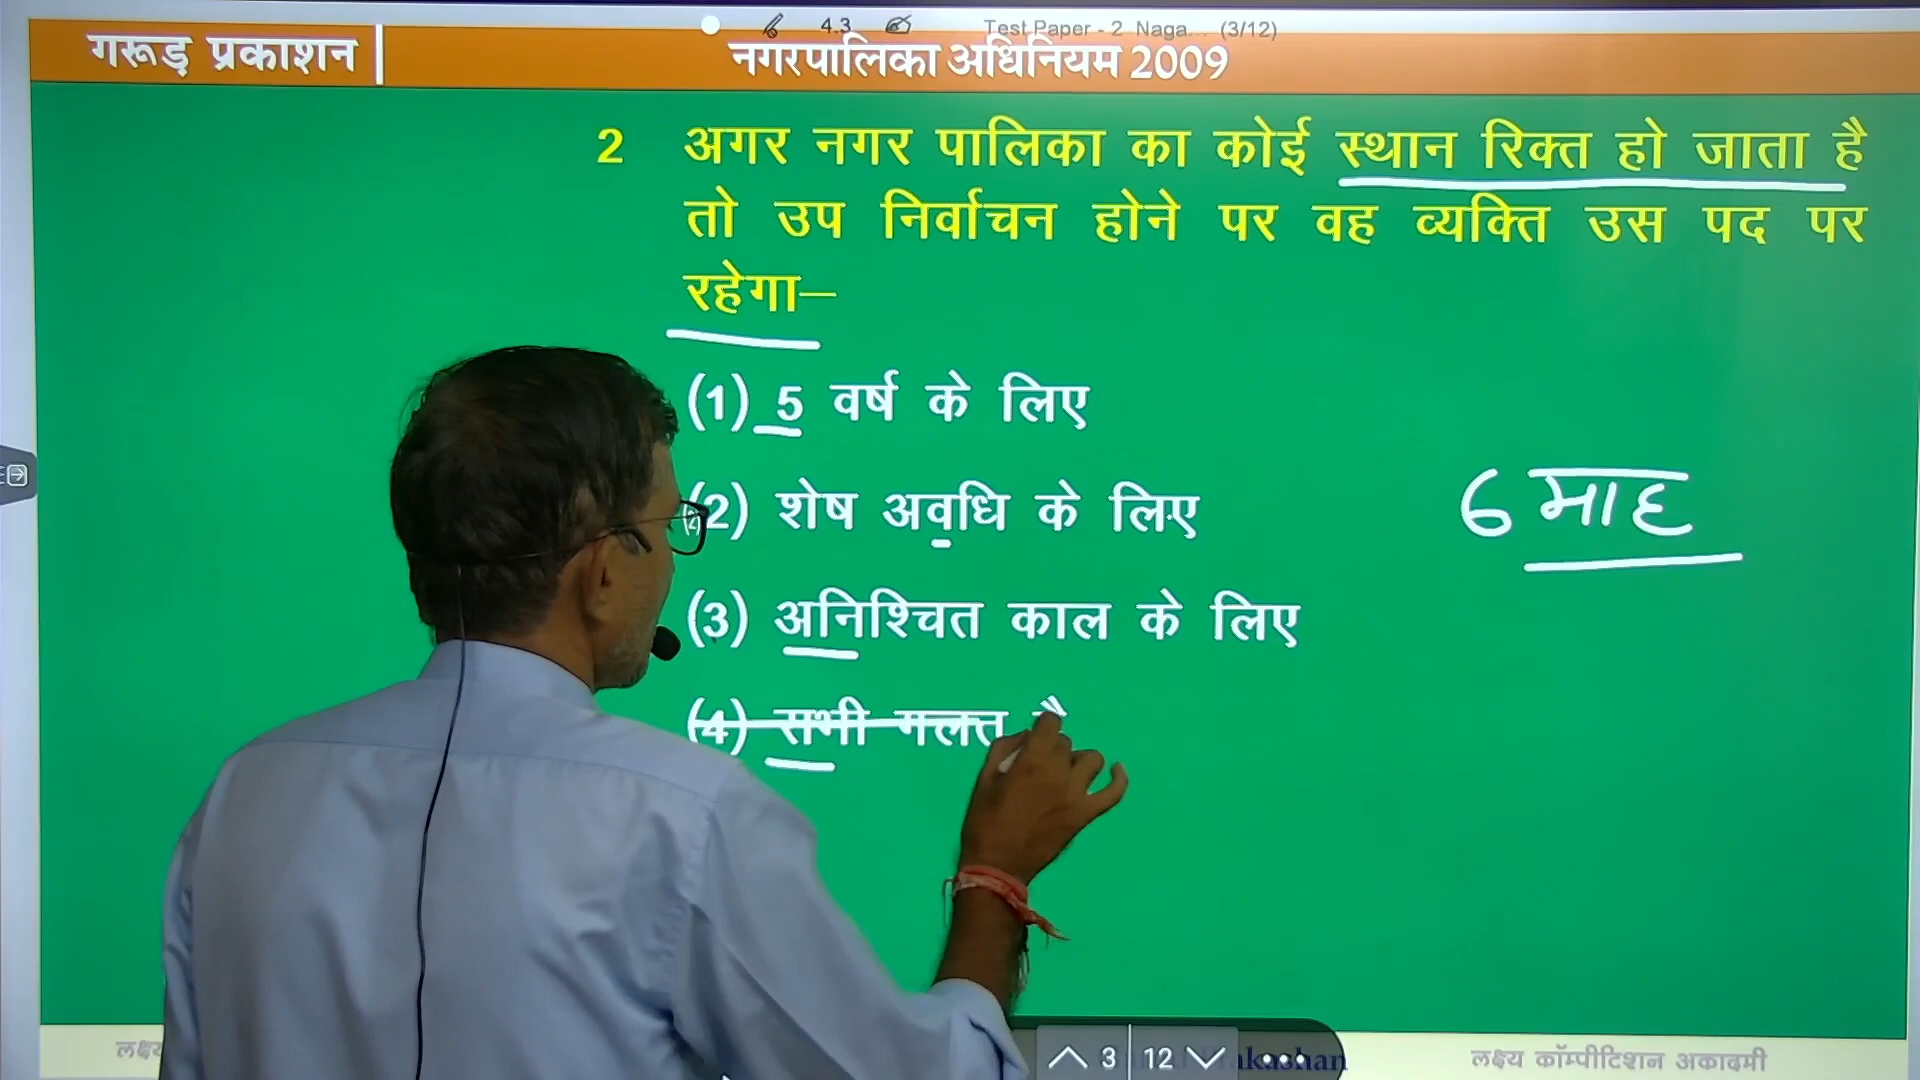 4.3 Test Paper - 2 Naga... (3/12)
गरूड़ प्रकाशन
नगरपालिका अधिनियम 2009
2 अगर नगर पालिका का कोई स्थान रिक्त हो जाता है
तो उप निर्वाचन होने पर वह व्यक्ति उस पद पर
रहेगा—
(1) 5 वर्ष के लिए
(2) शेष अवधि के लिए
6 माह
(3) अनिश्चित काल के लिए
(4) सभी गलत है
लक्ष्य
3 12
akashan
लक्ष्य कॉम्पीटिशन अकादमी